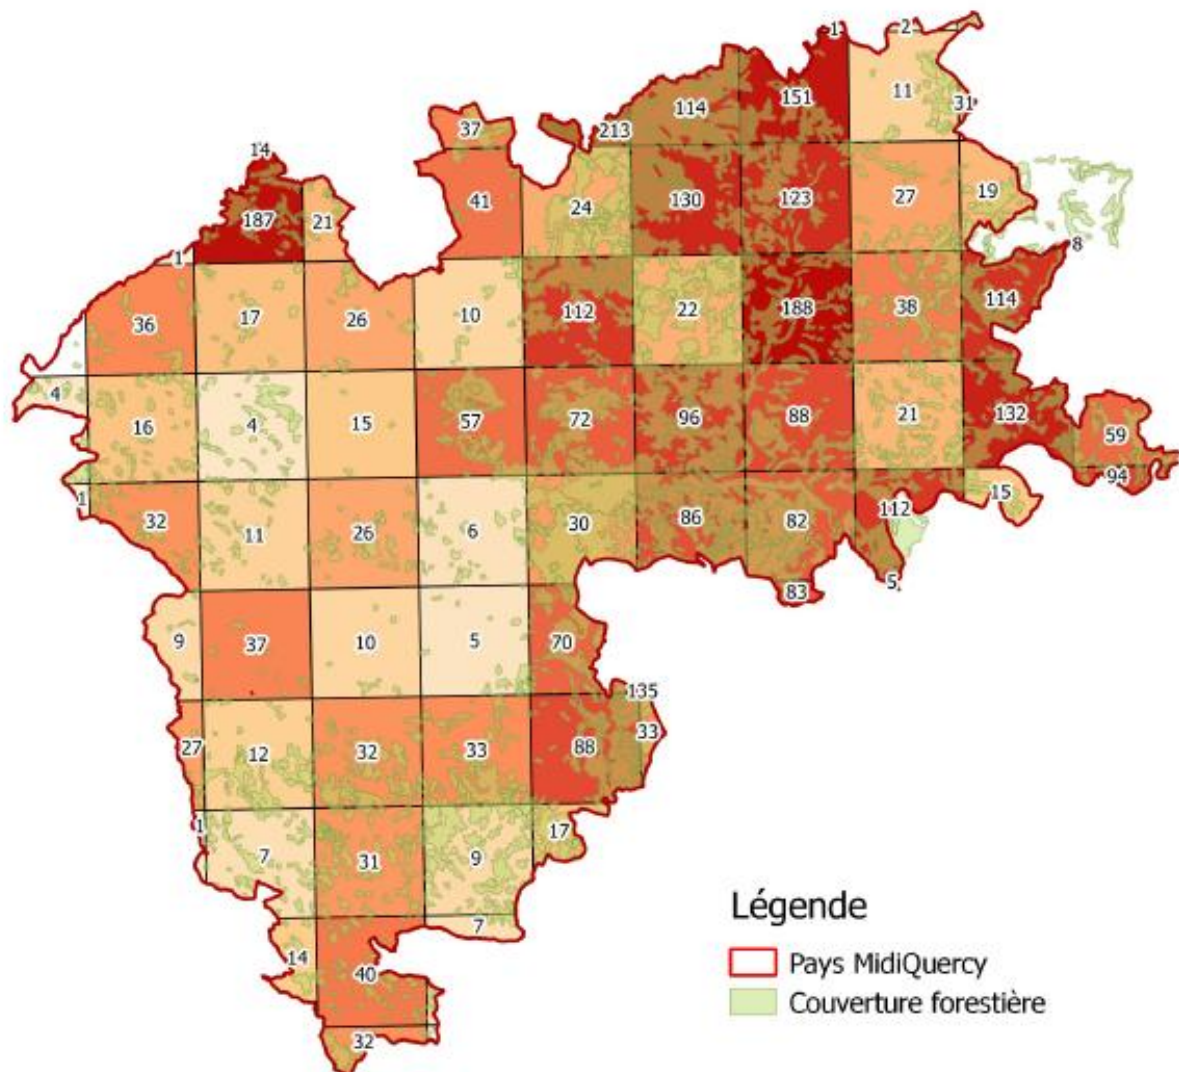 1 2
114 151 11 31
37 213
14
187 21 41 24 130 123 27 19
1 8
36 17 26 10 112 22 188 38 114
4 16 4 15 57 72 96 88 21 132 59
94
1 32 11 26 6 30 86 82 112 15
83 5
9 37 10 5 70
135
27 12 32 33 88 33
1 7 31 9 17
7
14 40
32
Légende
Pays MidiQuercy
Couverture forestière